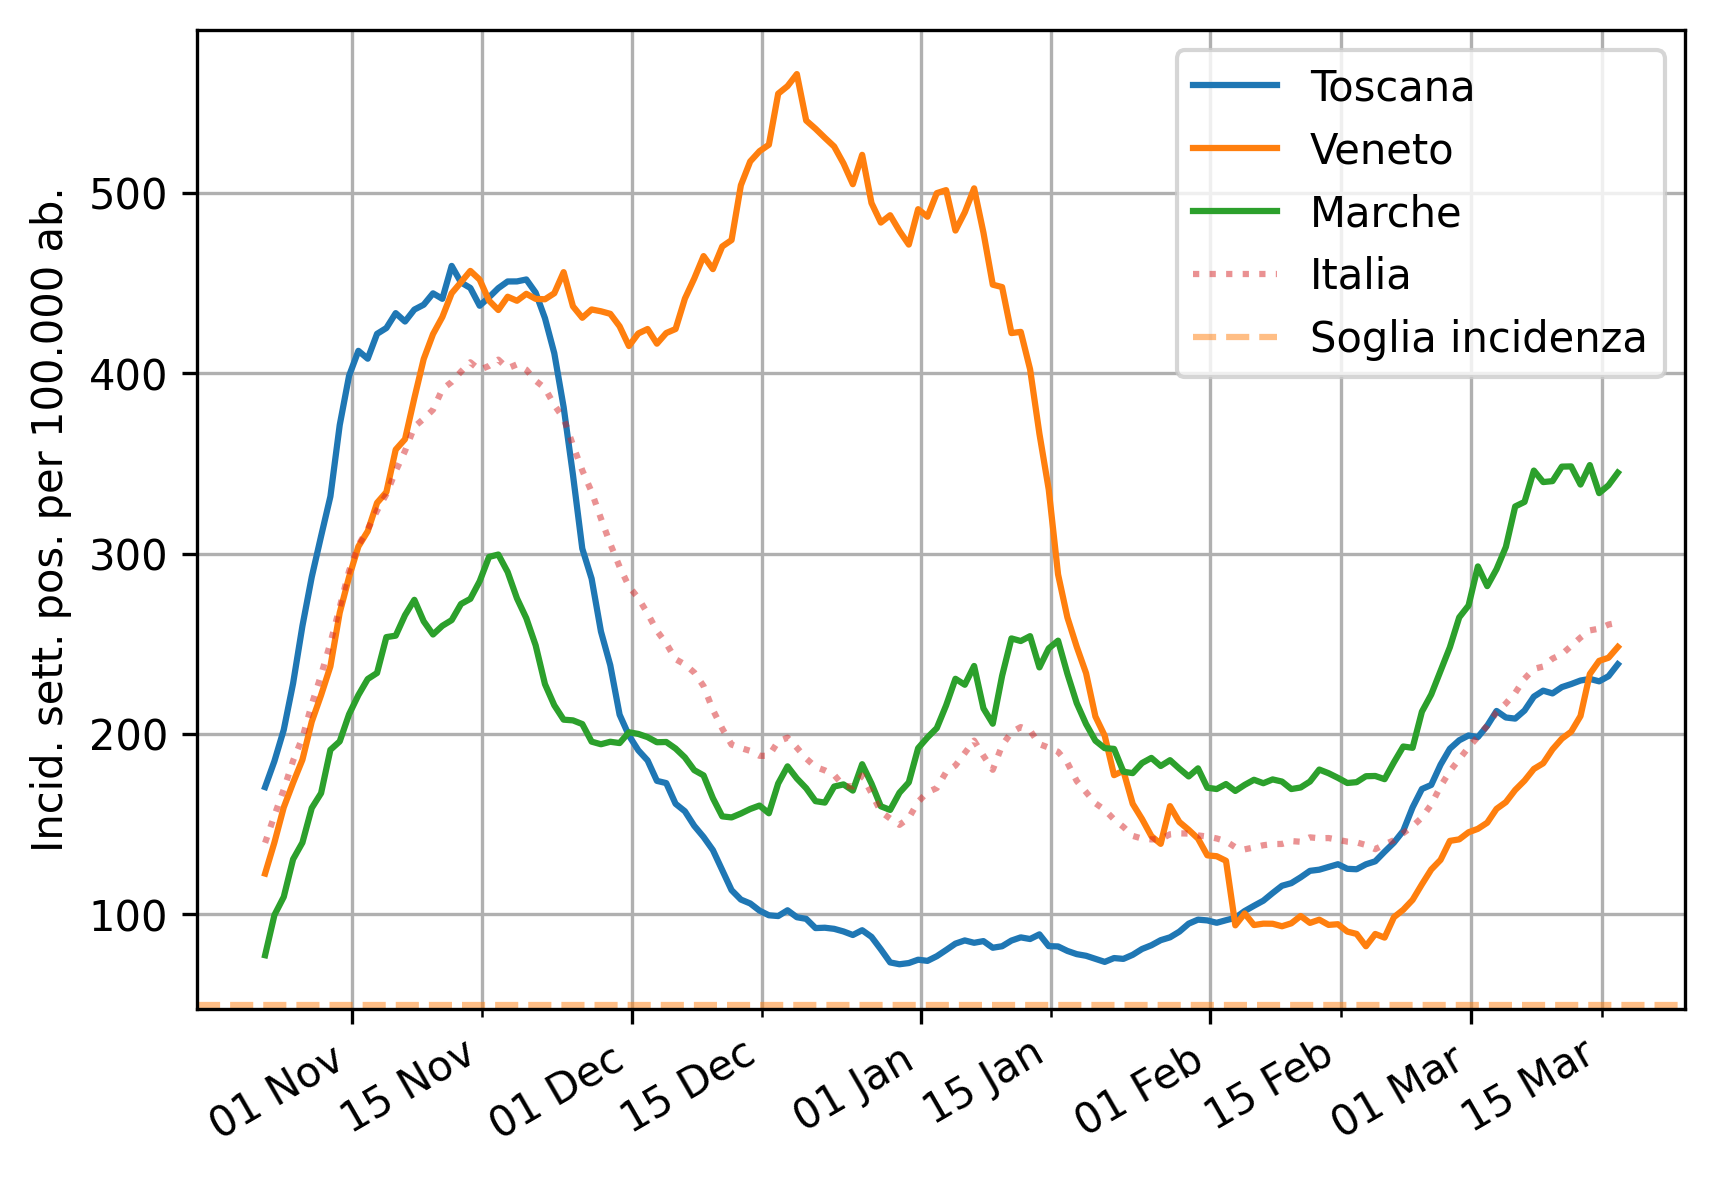 Incid. sett. pos. per 100.000 ab.
500
400
300
200
100
Toscana
Veneto
Marche
Italia
Soglia incidenza
01 Nov
15 Nov
01 Dec
15 Dec
01 Jan
15 Jan
01 Feb
15 Feb
01 Mar
15 Mar